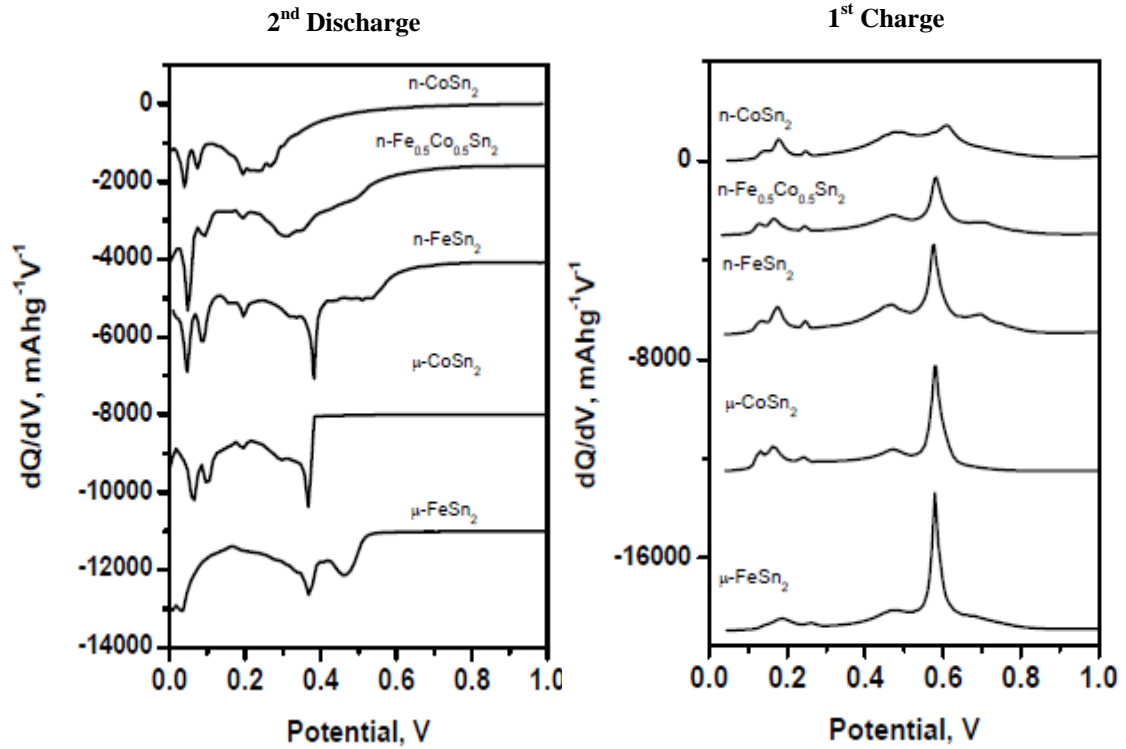 2nd Discharge
n-CoSn2
n-Fe0.5Co0.5Sn2
n-FeSn2
μ-CoSn2
μ-FeSn2
0
-2000
-4000
-6000
-8000
-10000
-12000
-14000
dQ/dV, mAhg-1V-1
0.0 0.2 0.4 0.6 0.8 1.0
Potential, V
1st Charge
n-CoSn2
n-Fe0.5Co0.5Sn2
n-FeSn2
μ-CoSn2
μ-FeSn2
0
-8000
-16000
dQ/dV, mAhg-1V-1
0.0 0.2 0.4 0.6 0.8 1.0
Potential, V